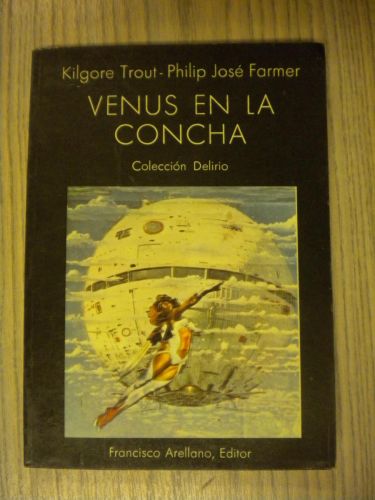 Kilgore Trout - Philip José Farmer
VENUS EN LA
CONCHA
Colección Delirio
Francisco Arellano, Editor